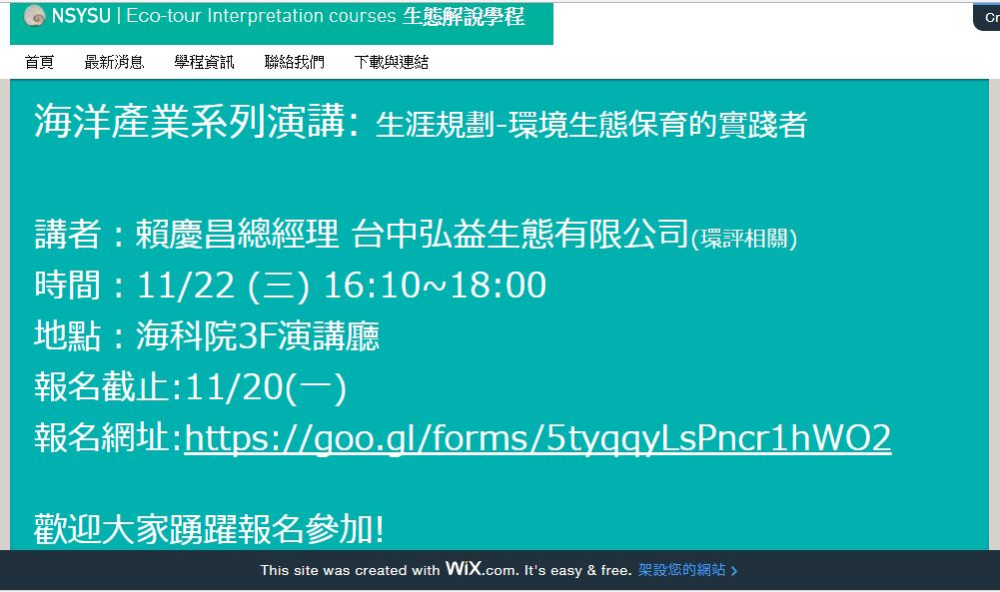 NSYSU | Eco-tour Interpretation courses 生態解說學程
Cr
首頁 最新消息 學程資訊 聯絡我們 下載與連結
海洋產業系列演講: 生涯規劃-環境生態保育的實踐者
講者：賴慶昌總經理 台中弘益生態有限公司(環評相關)
時間：11/22 (三) 16:10~18:00
地點：海科院3F演講廳
報名截止:11/20(一)
報名網址:https://goo.gl/forms/5tyqqyLsPncr1hWO2
歡迎大家踴躍報名參加!
This site was created with WiX.com. It's easy & free. 架設您的網站 >